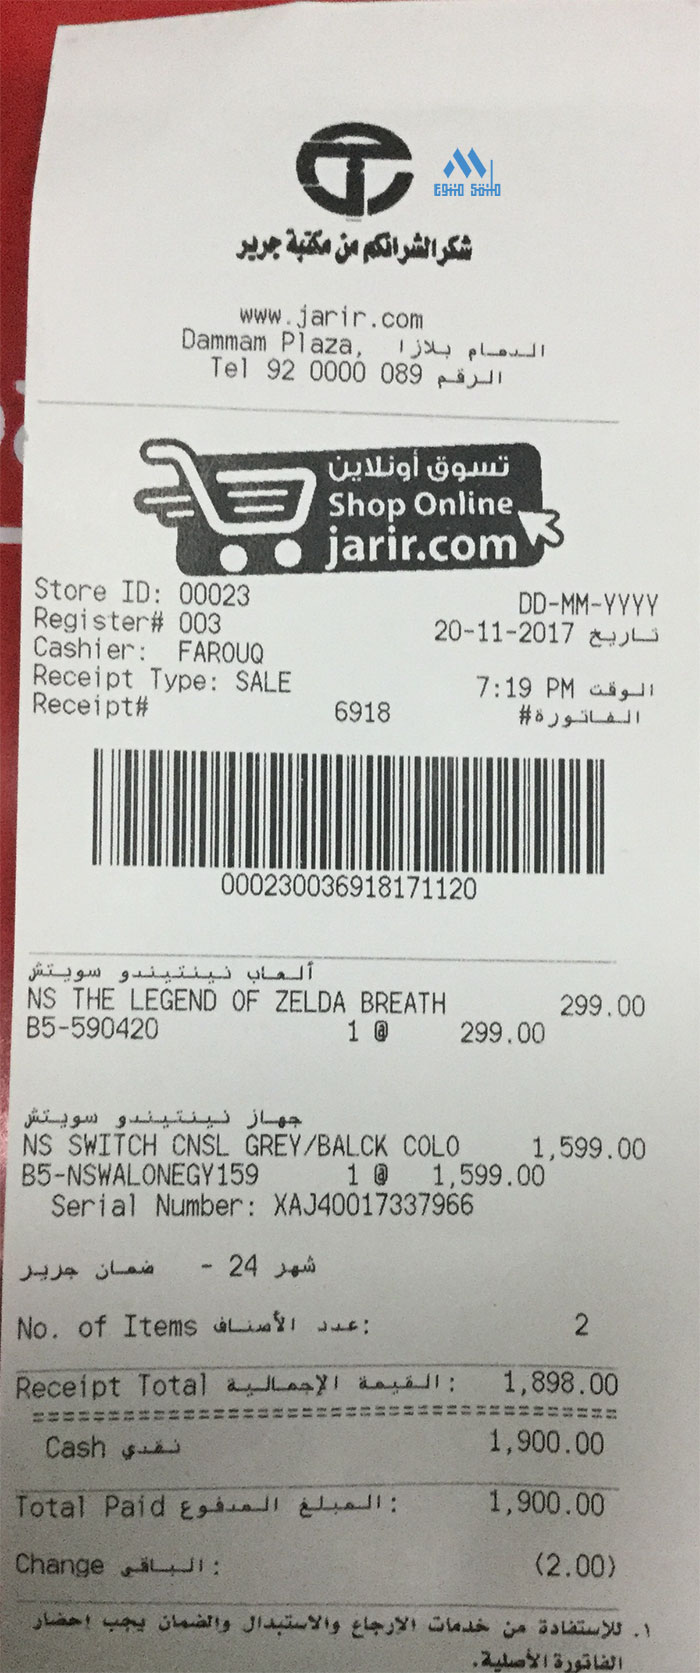 منصة منوع
شكرا لشرائكم من مكتبة جرير
www.jarir.com
Dammam Plaza, الدمام بلازا
Tel 92 0000 089 الرقم
تسوق أونلاين
Shop Online
jarir.com
Store ID: 00023
DD-MM-YYYY
Register# 003
20-11-2017 تاريخ
Cashier: FAROUQ
Receipt Type: SALE
7:19 PM الوقت
Receipt# 6918 الفاتورة#
000230036918171120
ألعاب نينتيندو سويتش
NS THE LEGEND OF ZELDA BREATH 299.00
B5-590420 1 @ 299.00
جهاز نينتيندو سويتش
NS SWITCH CNSL GREY/BALCK COLO 1,599.00
B5-NSWALONEGY159 1 @ 1,599.00
Serial Number: XAJ40017337966
شهر 24 - ضمان جرير
No. of Items عدد الأصناف: 2
Receipt Total القيمة الإجمالية: 1,898.00
Cash نقدي 1,900.00
Total Paid المبلغ المدفوع: 1,900.00
Change الباقي: (2.00)
١. للإستفادة من خدمات الارجاع والاستبدال والضمان يجب احضار
الفاتورة الأصلية.